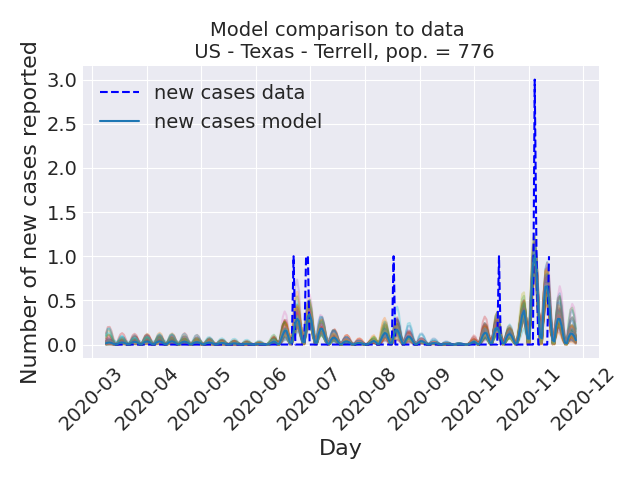 Model comparison to data
US - Texas - Terrell, pop. = 776
Number of new cases reported
3.0
2.5
2.0
1.5
1.0
0.5
0.0
new cases data
new cases model
2020-03
2020-04
2020-05
2020-06
2020-07
2020-08
2020-09
2020-10
2020-11
2020-12
Day